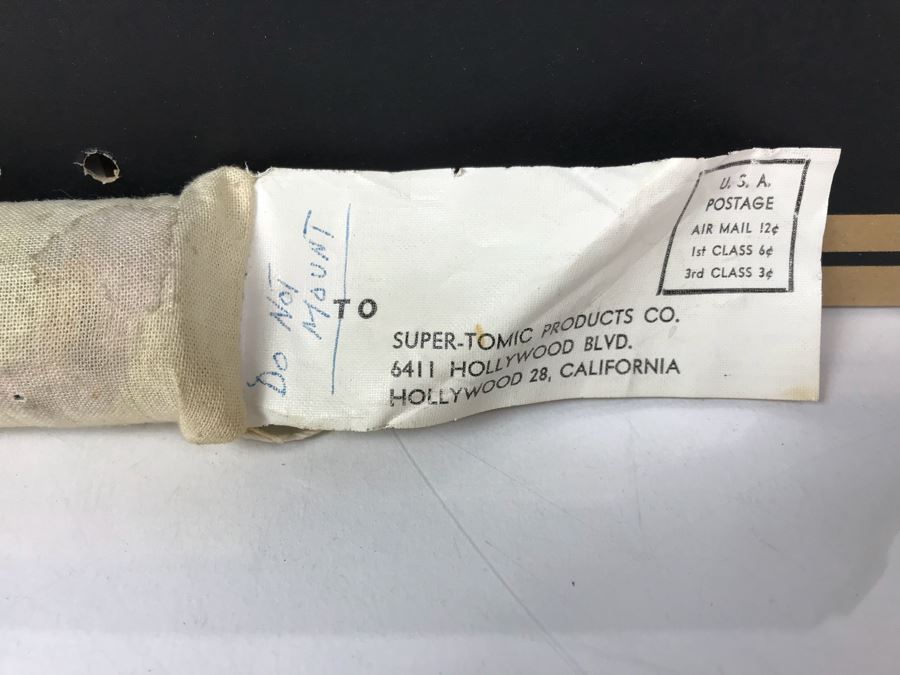 U. S. A.
POSTAGE
AIR MAIL 12¢
1st CLASS 6¢
3rd CLASS 3¢
DO NOT
MOUNT
TO
SUPER-TOMIC PRODUCTS CO.
6411 HOLLYWOOD BLVD.
HOLLYWOOD 28, CALIFORNIA